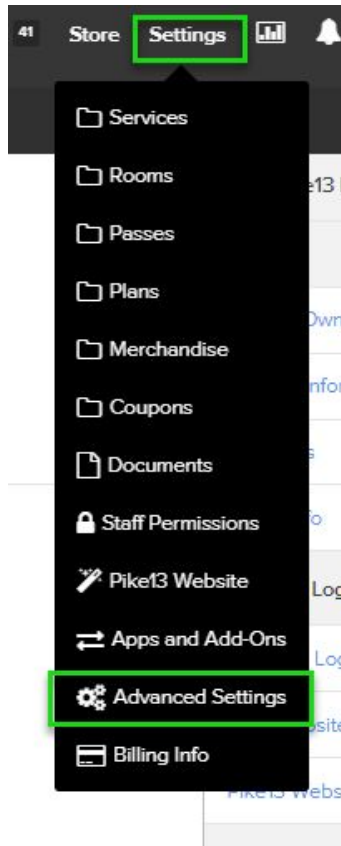 41 Store Settings
Services
Rooms
Passes
Plans
Merchandise
Coupons
Documents
Staff Permissions
Pike13 Website
Apps and Add-Ons
Advanced Settings
Billing Info